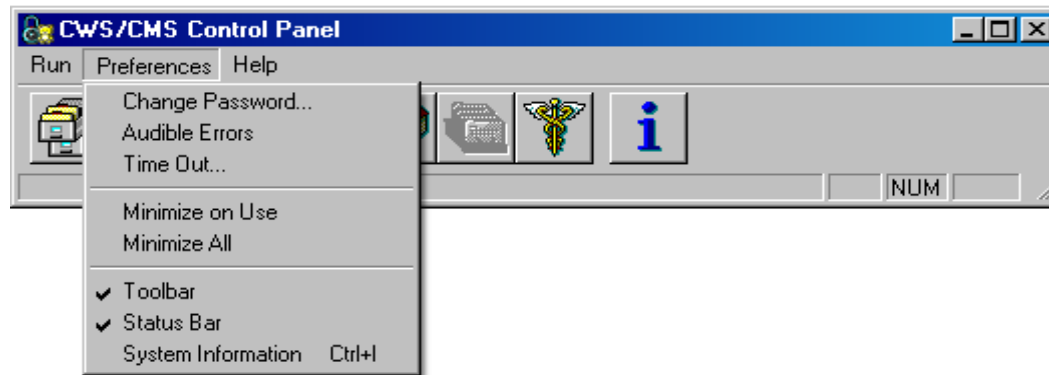 CWS/CMS Control Panel
Run Preferences Help
Change Password...
Audible Errors
Time Out...
NUM
Minimize on Use
Minimize All
Toolbar
Status Bar
System Information Ctrl+I